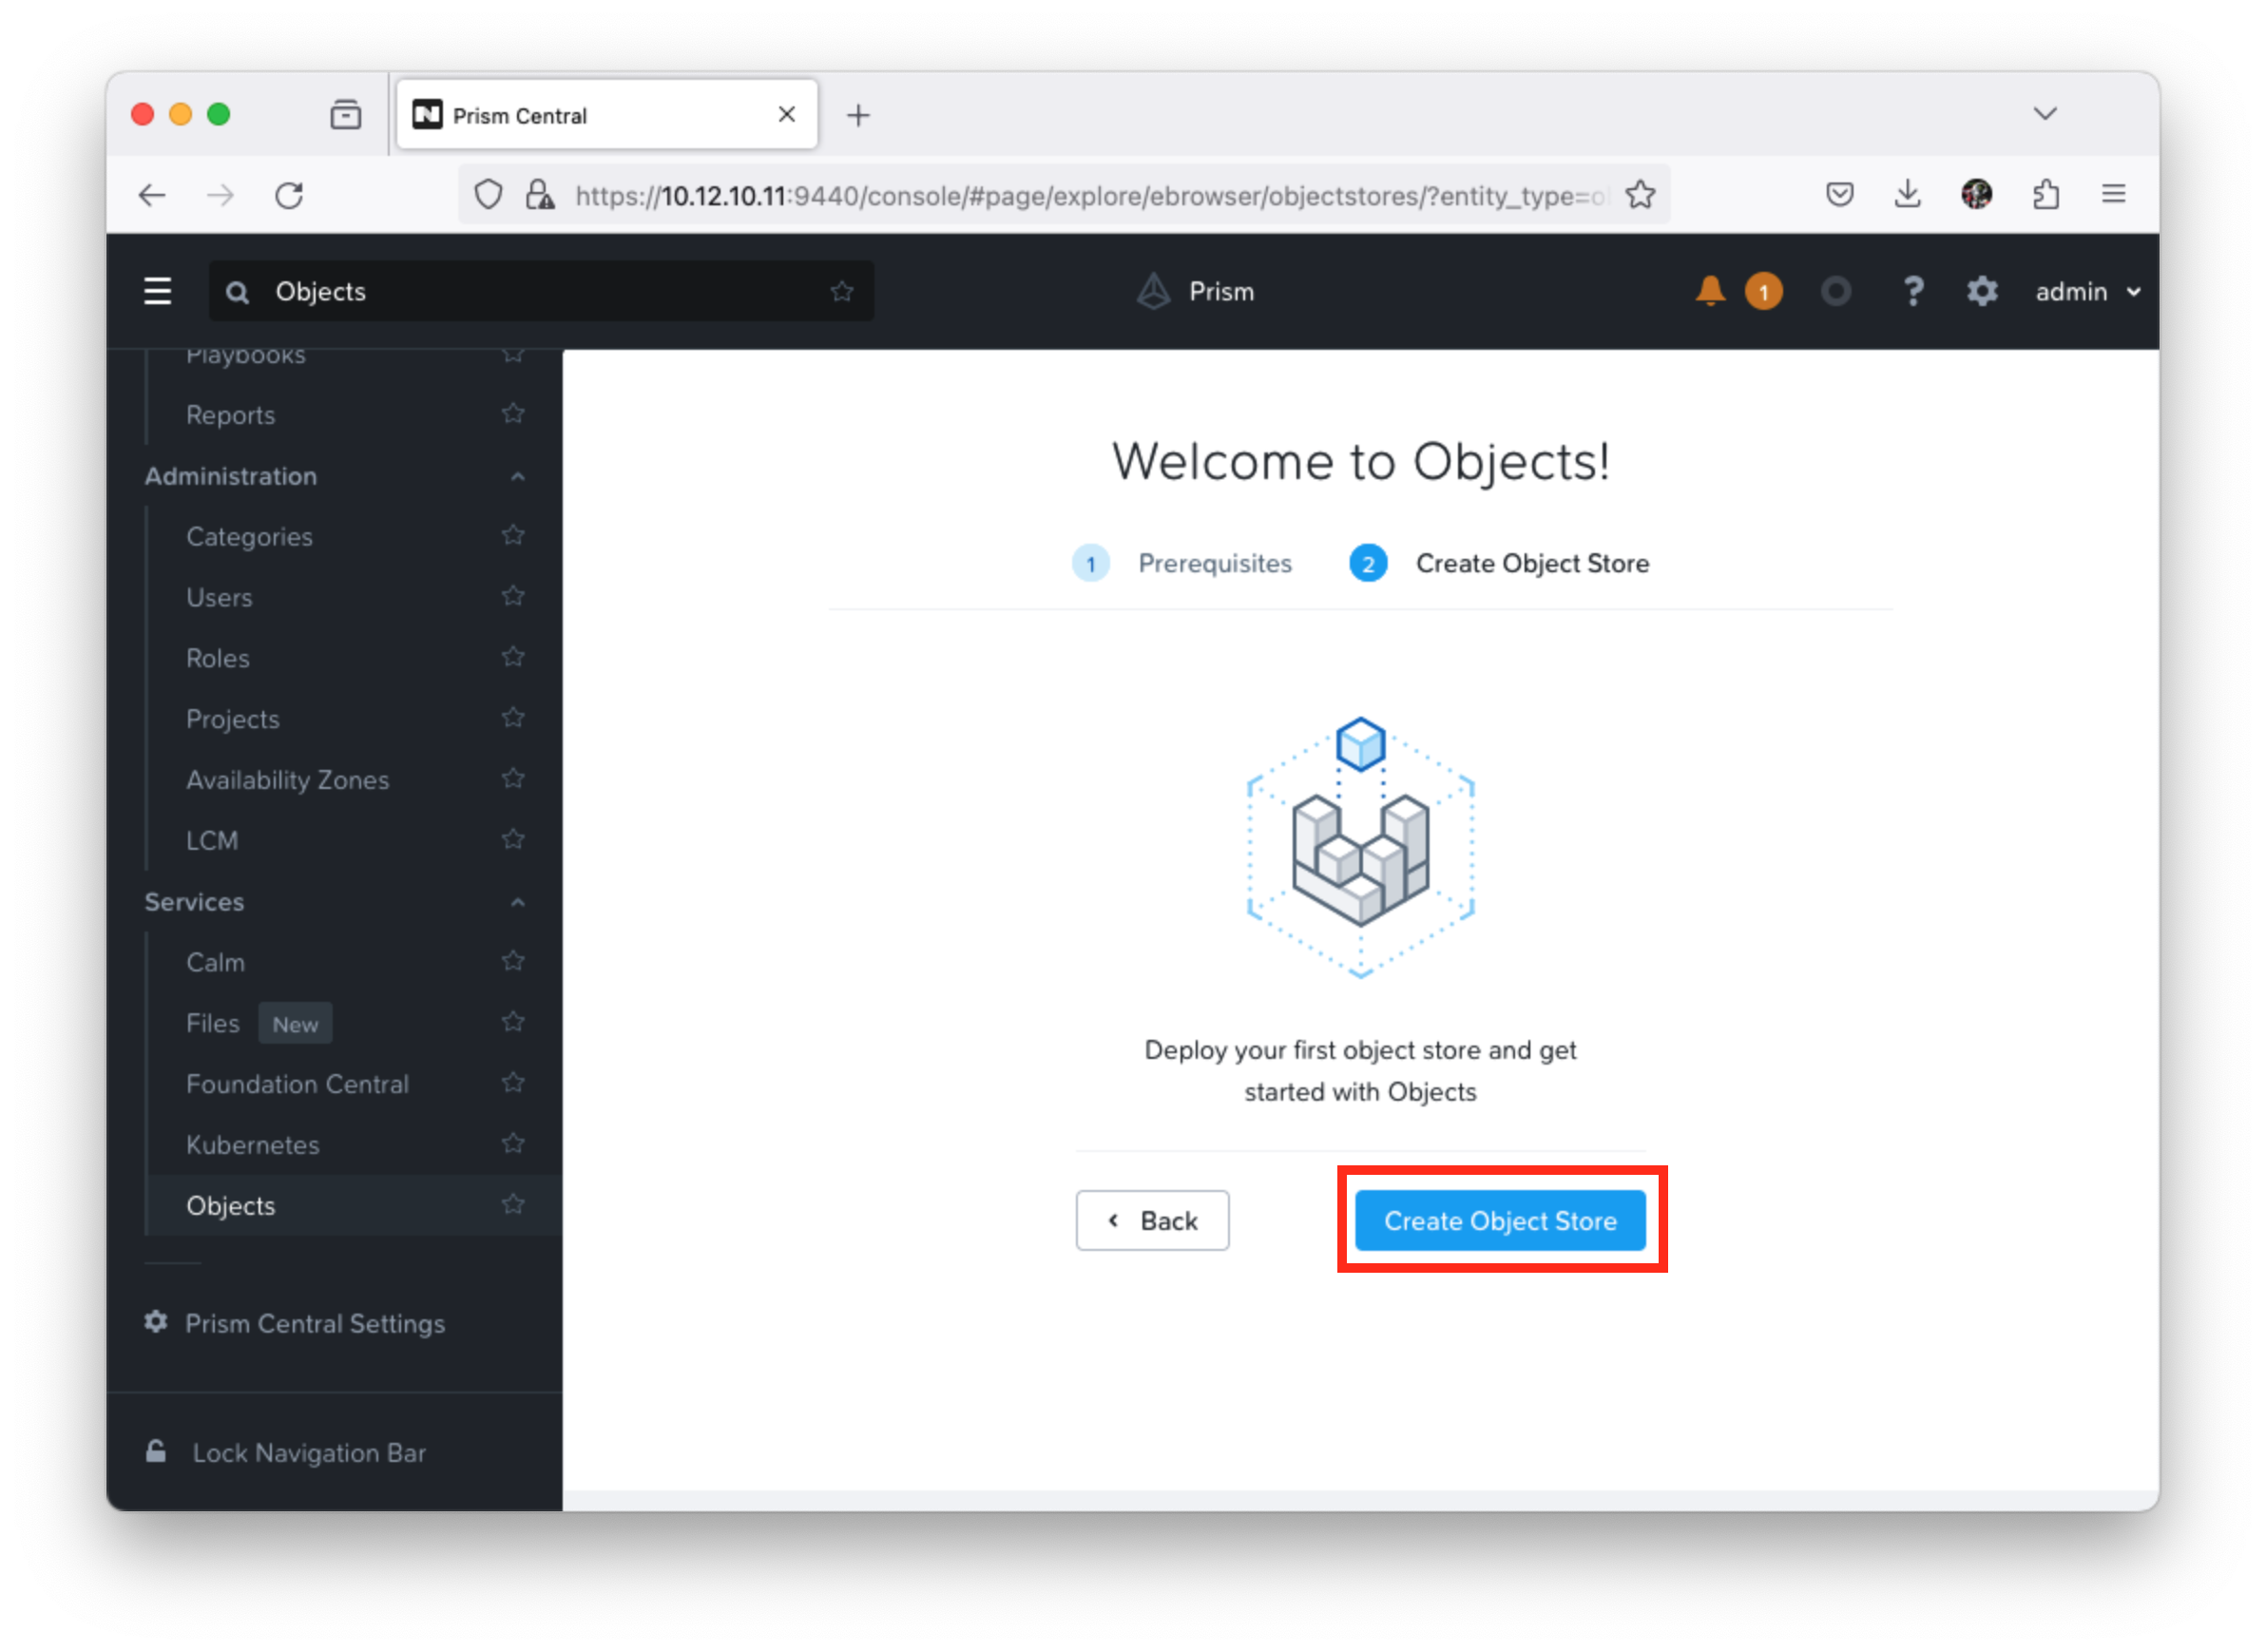 Prism Central
https://10.12.10.11:9440/console/#page/explore/ebrowser/objectstores/?entity_type=o
Objects
Prism
1
?
admin
Playbooks
Reports
Administration
Categories
Users
Roles
Projects
Availability Zones
LCM
Services
Calm
Files New
Foundation Central
Kubernetes
Objects
Prism Central Settings
Lock Navigation Bar
Welcome to Objects!
1 Prerequisites 2 Create Object Store
Deploy your first object store and get
started with Objects
Back
Create Object Store